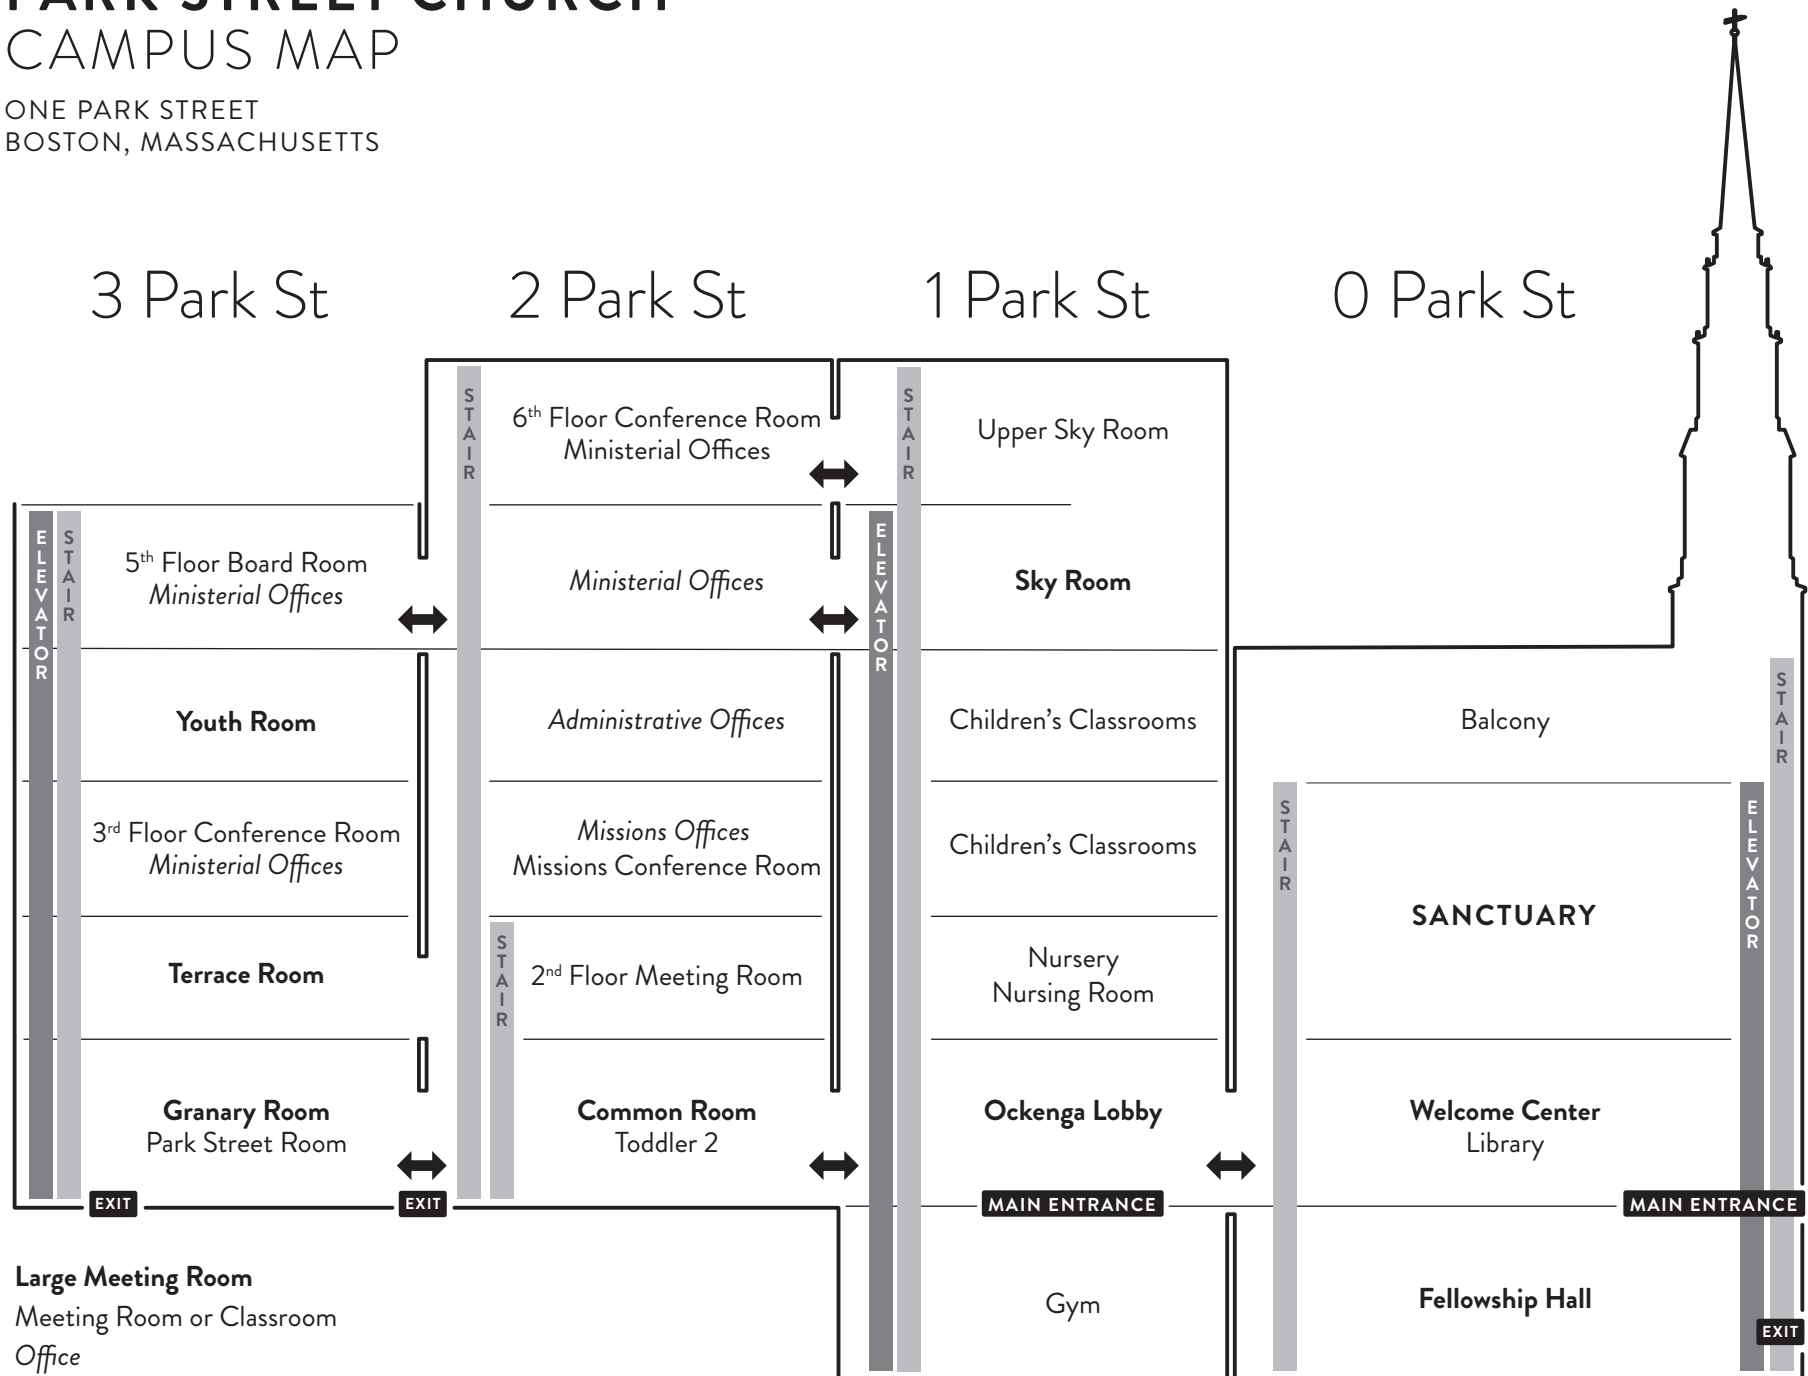 PARK STREET CHURCH
CAMPUS MAP
ONE PARK STREET
BOSTON, MASSACHUSETTS
3 Park St
2 Park St
1 Park St
0 Park St
STAIR
6th Floor Conference Room
Ministerial Offices
STAIR
Upper Sky Room
ELEVATOR
STAIR
5th Floor Board Room
Ministerial Offices
Ministerial Offices
ELEVATOR
Sky Room
Youth Room
Administrative Offices
Children's Classrooms
Balcony
STAIR
3rd Floor Conference Room
Ministerial Offices
Missions Offices
Missions Conference Room
Children's Classrooms
STAIR
SANCTUARY
ELEVATOR
Terrace Room
STAIR
2nd Floor Meeting Room
Nursery
Nursing Room
Granary Room
Park Street Room
Common Room
Toddler 2
Ockenga Lobby
Welcome Center
Library
EXIT
EXIT
MAIN ENTRANCE
MAIN ENTRANCE
Gym
Fellowship Hall
EXIT
Large Meeting Room
Meeting Room or Classroom
Office